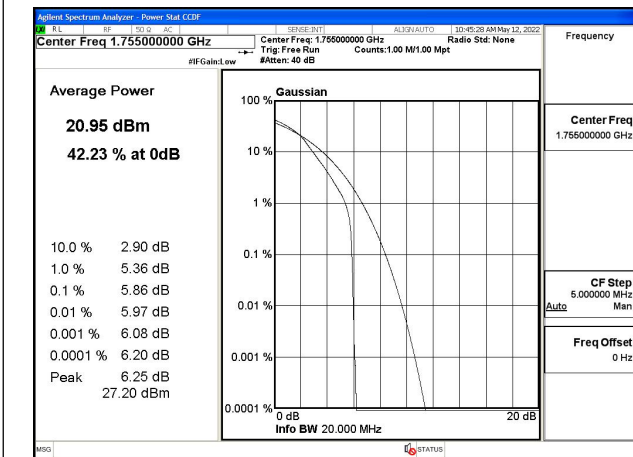 Agilent Spectrum Analyzer - Power Stat CCDF
RL RF 50 Ω AC SENSE:INT ALIGN AUTO 10:45:28 AM May 12, 2022
Center Freq 1.755000000 GHz
Center Freq: 1.755000000 GHz Radio Std: None
Trig: Free Run Counts:1.00 M/1.00 Mpt
#IFGain:Low #Atten: 40 dB
Frequency
Average Power
20.95 dBm
42.23 % at 0dB
10.0 % 2.90 dB
1.0 % 5.36 dB
0.1 % 5.86 dB
0.01 % 5.97 dB
0.001 % 6.08 dB
0.0001 % 6.20 dB
Peak 6.25 dB
27.20 dBm
Gaussian
100 %
10 %
1 %
0.1 %
0.01 %
0.001 %
0.0001 %
0 dB 20 dB
Info BW 20.000 MHz
Center Freq
1.755000000 GHz
CF Step
5.000000 MHz
Auto Man
Freq Offset
0 Hz
MSG STATUS